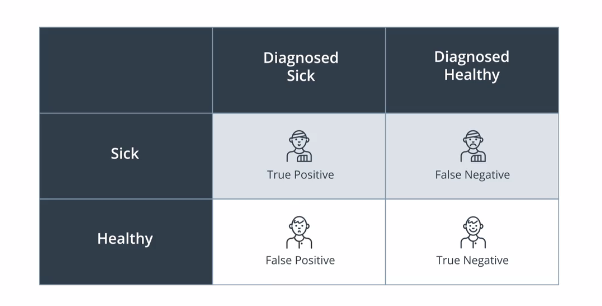 Diagnosed
Sick
Diagnosed
Healthy
Sick
True Positive
False Negative
Healthy
False Positive
True Negative